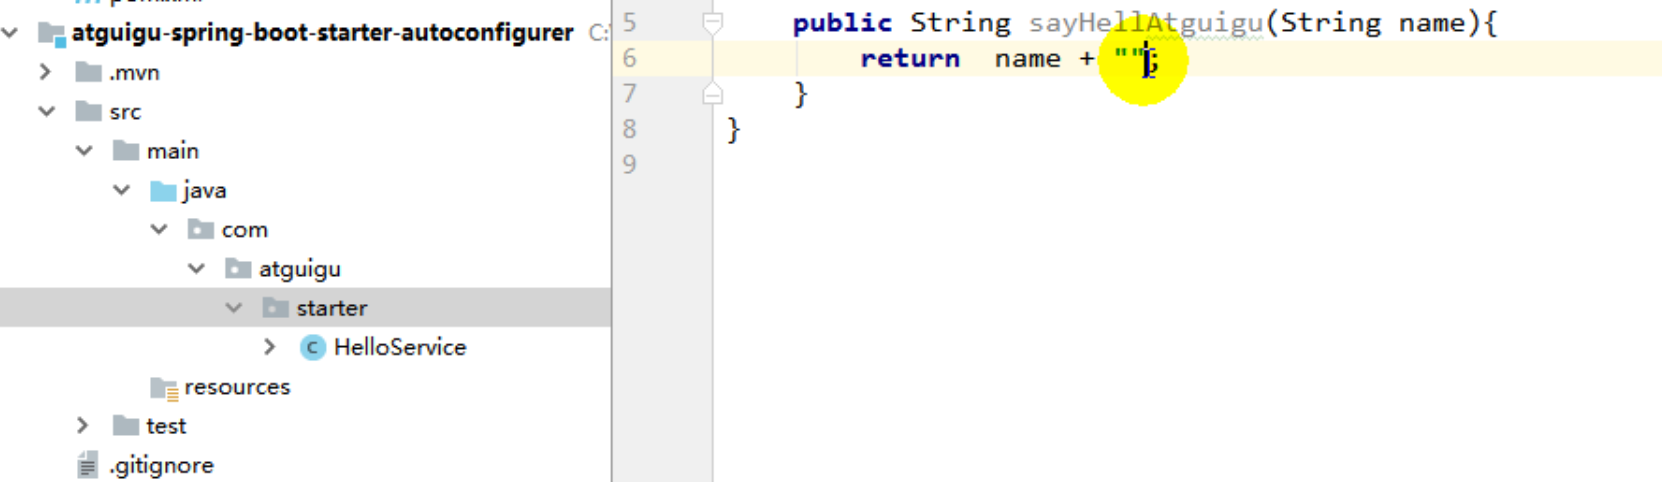 atguigu-spring-boot-starter-autoconfigurer C:
.mvn
src
main
java
com
atguigu
starter
HelloService
resources
test
.gitignore
5 public String sayHellAtguigu(String name){
6 return name + "";
7 }
8 }
9